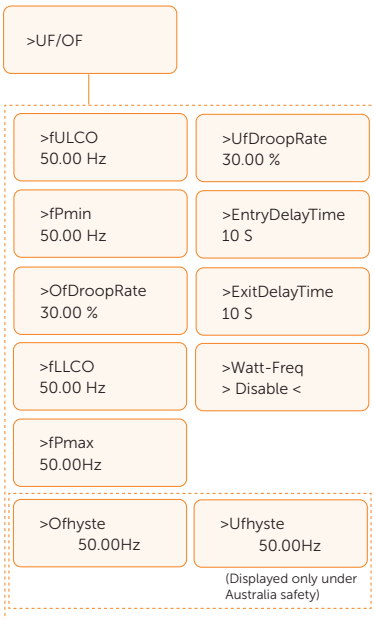 >UF/OF
>fULCO
50.00 Hz
>UfDroopRate
30.00 %
>fPmin
50.00 Hz
>EntryDelayTime
10 S
>OfDroopRate
30.00 %
>ExitDelayTime
10 S
>fLLCO
50.00 Hz
>Watt-Freq
> Disable <
>fPmax
50.00Hz
>Ofhyste
50.00Hz
>Ufhyste
50.00Hz
(Displayed only under
Australia safety)